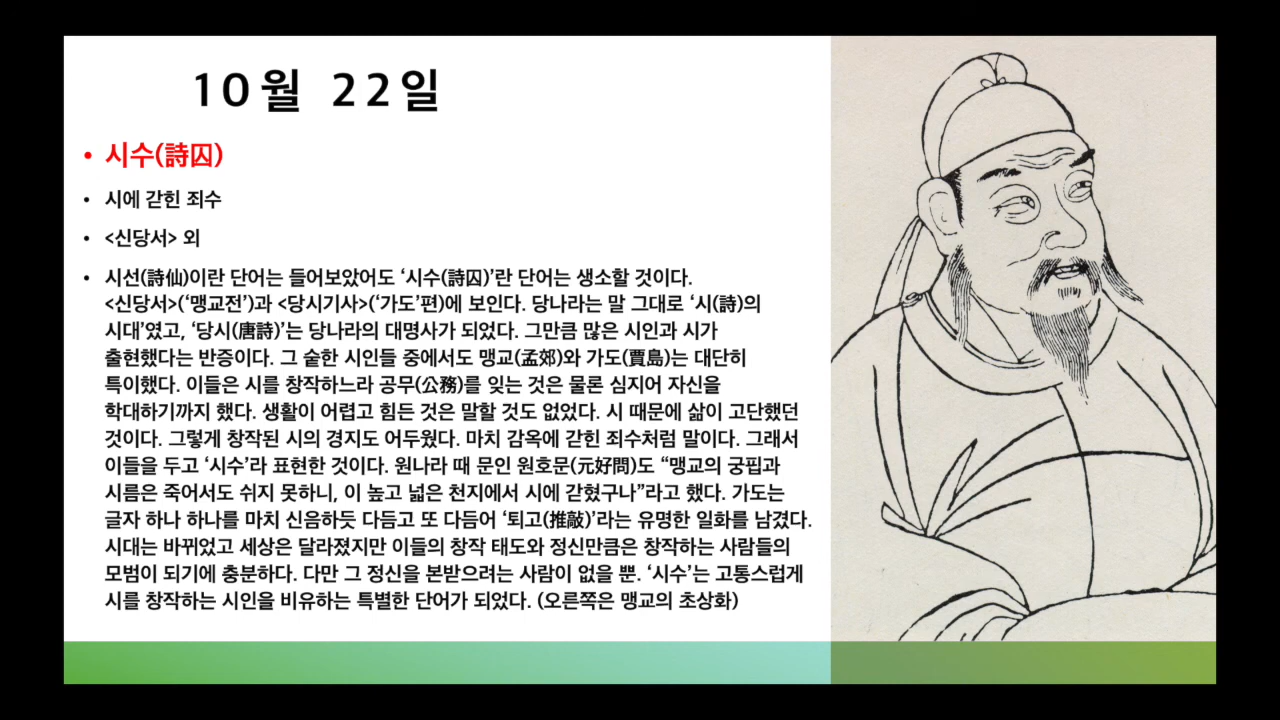 10월 22일
• 시수(詩囚)
• 시에 갇힌 죄수
• <신당서> 외
• 시선(詩仙)이란 단어는 들어보았어도 ‘시수(詩囚)’란 단어는 생소할 것이다.
<신당서>(‘맹교전’)과 <당시기사>(‘가도’편)에 보인다. 당나라는 말 그대로 ‘시(詩)의
시대’였고, ‘당시(唐詩)’는 당나라의 대명사가 되었다. 그만큼 많은 시인과 시가
출현했다는 반증이다. 그 숱한 시인들 중에서도 맹교(孟郊)와 가도(賈島)는 대단히
특이했다. 이들은 시를 창작하느라 공무(公務)를 잊는 것은 물론 심지어 자신을
학대하기까지 했다. 생활이 어렵고 힘든 것은 말할 것도 없었다. 시 때문에 삶이 고단했던
것이다. 그렇게 창작된 시의 경지도 어두웠다. 마치 감옥에 갇힌 죄수처럼 말이다. 그래서
이들을 두고 ‘시수’라 표현한 것이다. 원나라 때 문인 원호문(元好問)도 “맹교의 궁핍과
시름은 죽어서도 쉬지 못하니, 이 높고 넓은 천지에서 시에 갇혔구나”라고 했다. 가도는
글자 하나 하나를 마치 신음하듯 다듬고 또 다듬어 ‘퇴고(推敲)’라는 유명한 일화를 남겼다.
시대는 바뀌었고 세상은 달라졌지만 이들의 창작 태도와 정신만큼은 창작하는 사람들의
모범이 되기에 충분하다. 다만 그 정신을 본받으려는 사람이 없을 뿐. ‘시수’는 고통스럽게
시를 창작하는 시인을 비유하는 특별한 단어가 되었다. (오른쪽은 맹교의 초상화)